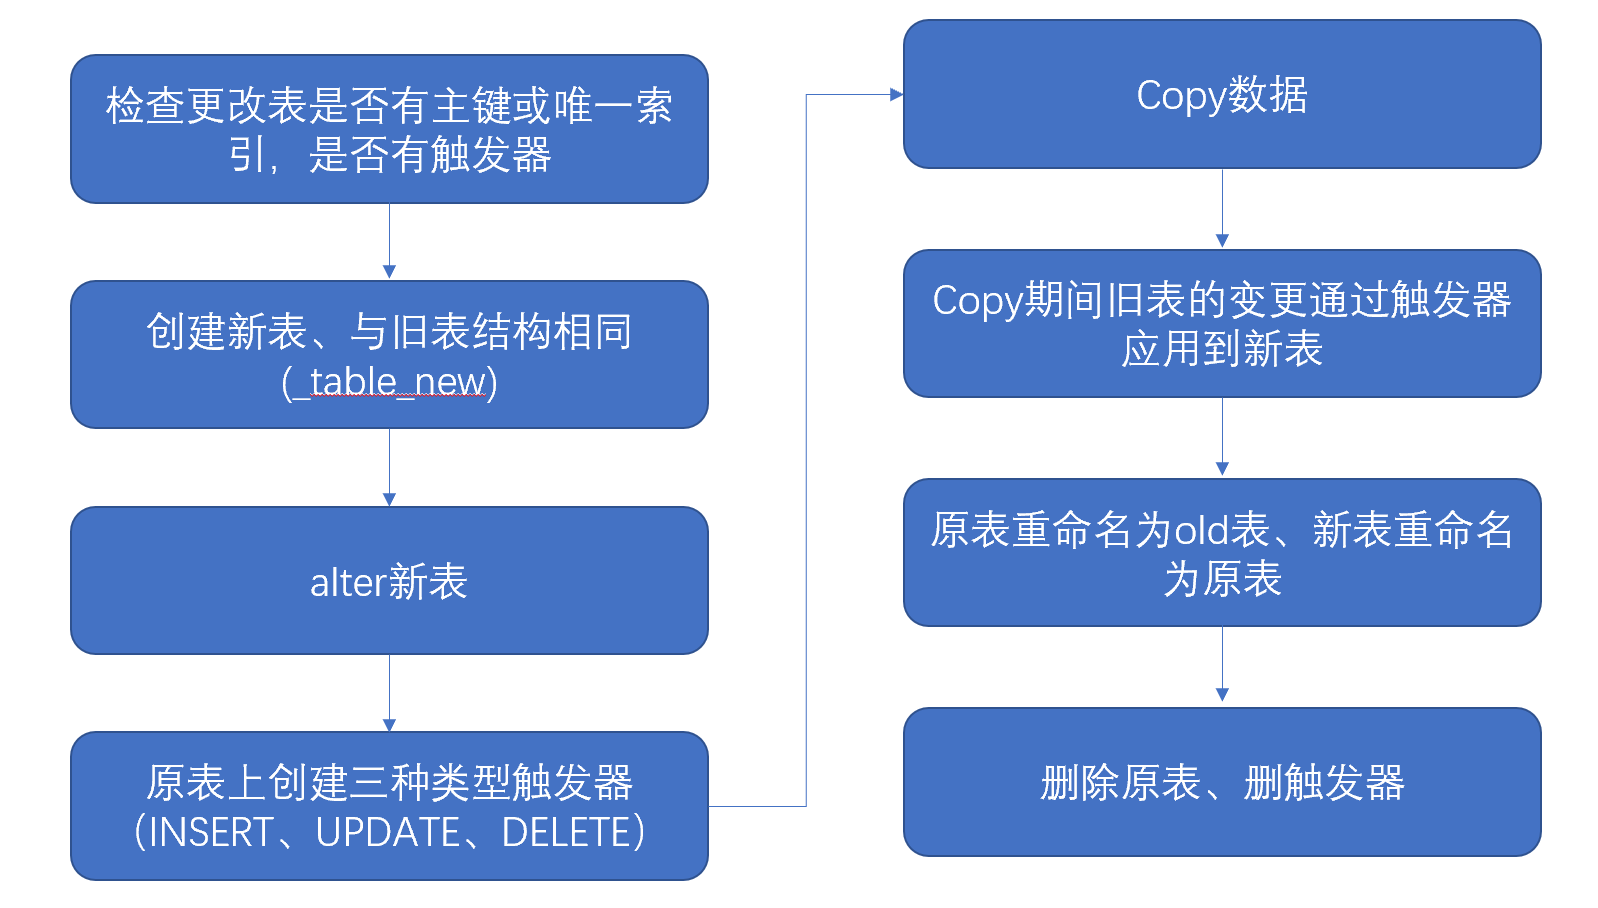 检查更改表是否有主键或唯一索
引，是否有触发器
创建新表、与旧表结构相同
(_table_new)
alter新表
原表上创建三种类型触发器
（INSERT、UPDATE、DELETE）
Copy数据
Copy期间旧表的变更通过触发器
应用到新表
原表重命名为old表、新表重命名
为原表
删除原表、删触发器